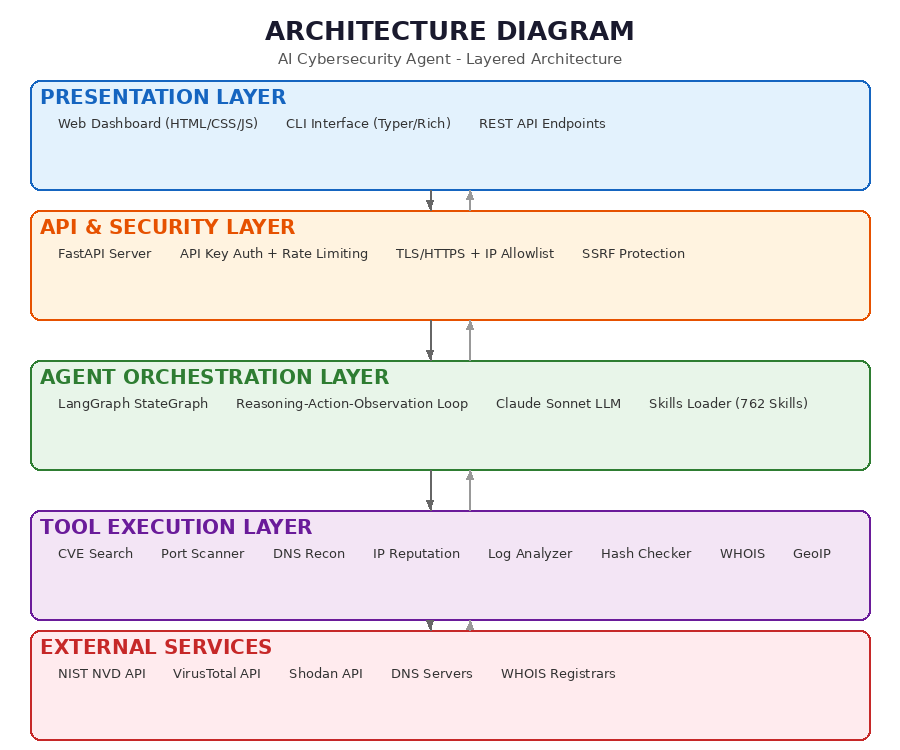 ARCHITECTURE DIAGRAM
AI Cybersecurity Agent - Layered Architecture
PRESENTATION LAYER
Web Dashboard (HTML/CSS/JS) CLI Interface (Typer/Rich) REST API Endpoints
API & SECURITY LAYER
FastAPI Server API Key Auth + Rate Limiting TLS/HTTPS + IP Allowlist SSRF Protection
AGENT ORCHESTRATION LAYER
LangGraph StateGraph Reasoning-Action-Observation Loop Claude Sonnet LLM Skills Loader (762 Skills)
TOOL EXECUTION LAYER
CVE Search Port Scanner DNS Recon IP Reputation Log Analyzer Hash Checker WHOIS GeoIP
EXTERNAL SERVICES
NIST NVD API VirusTotal API Shodan API DNS Servers WHOIS Registrars